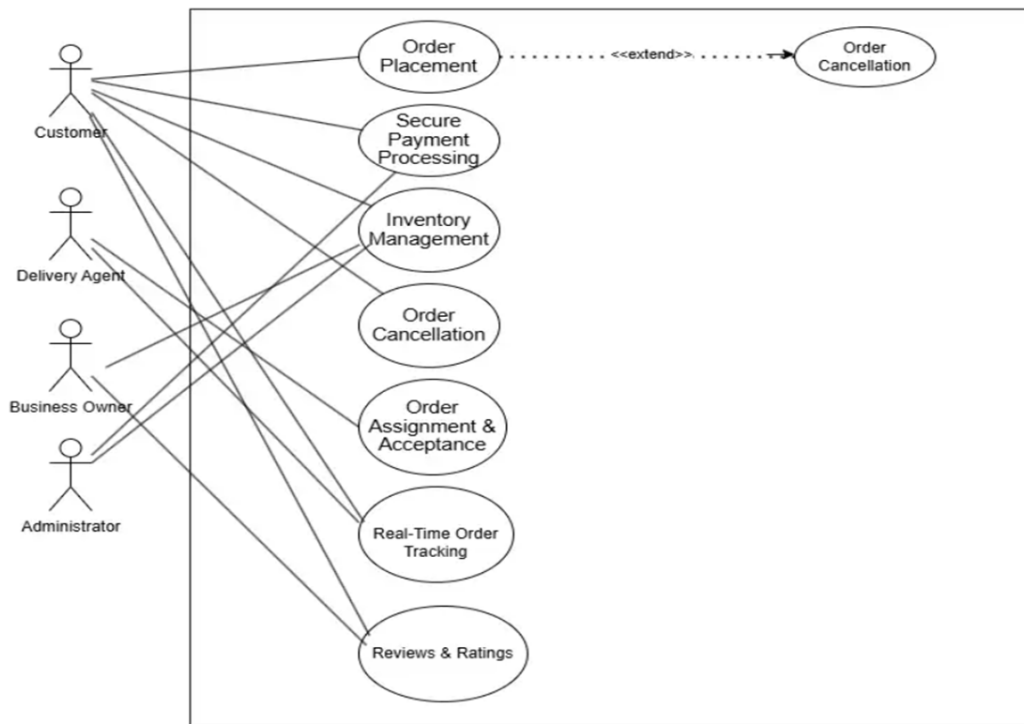 Order
Placement
<<extend>>
Order
Cancellation
Customer
Secure
Payment
Processing
Delivery Agent
Inventory
Management
Order
Cancellation
Business Owner
Order
Assignment &
Acceptance
Administrator
Real-Time Order
Tracking
Reviews & Ratings